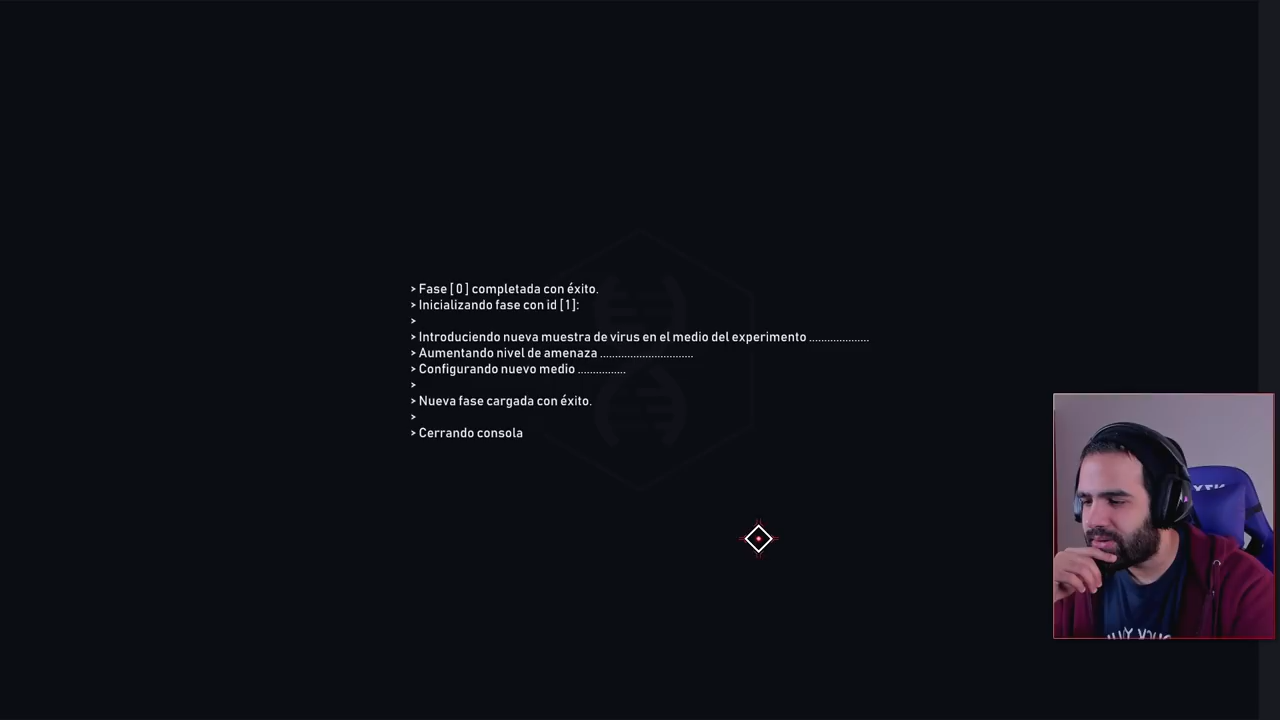 > Fase [ 0 ] completada con éxito.
> Inicializando fase con id [ 1 ]:
>
> Introduciendo nueva muestra de virus en el medio del experimento ....................
> Aumentando nivel de amenaza ...............................
> Configurando nuevo medio ................
>
> Nueva fase cargada con éxito.
>
> Cerrando consola